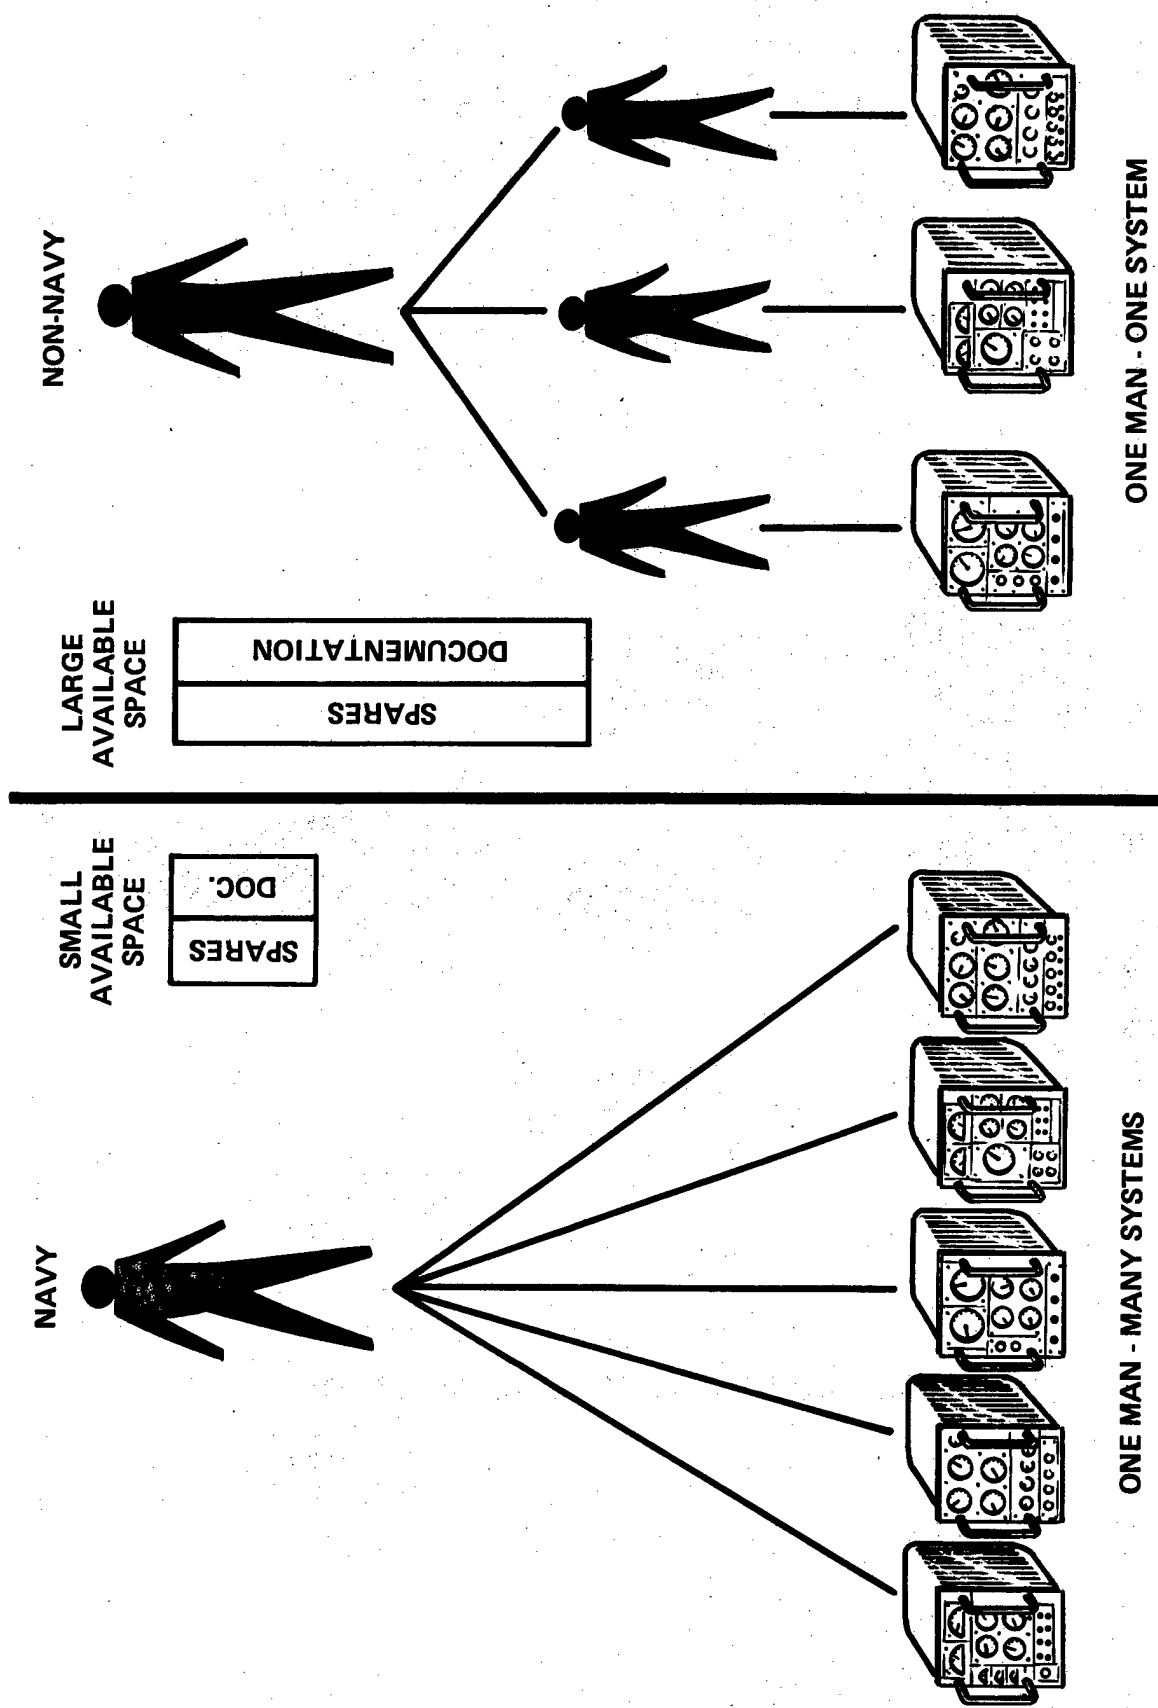 NAVY
SMALL
AVAILABLE
SPACE
SPARES
DOC.
ONE MAN - MANY SYSTEMS
NON-NAVY
LARGE
AVAILABLE
SPACE
SPARES
DOCUMENTATION
ONE MAN - ONE SYSTEM